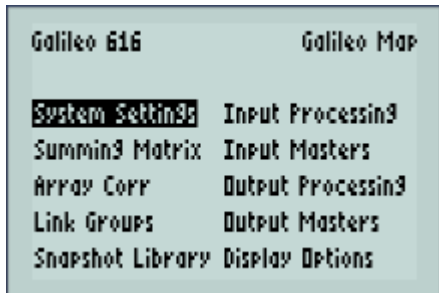 Galileo 616 Galileo Map
System Settings Input Processing
Summing Matrix Input Masters
Array Corr Output Processing
Link Groups Output Masters
Snapshot Library Display Options